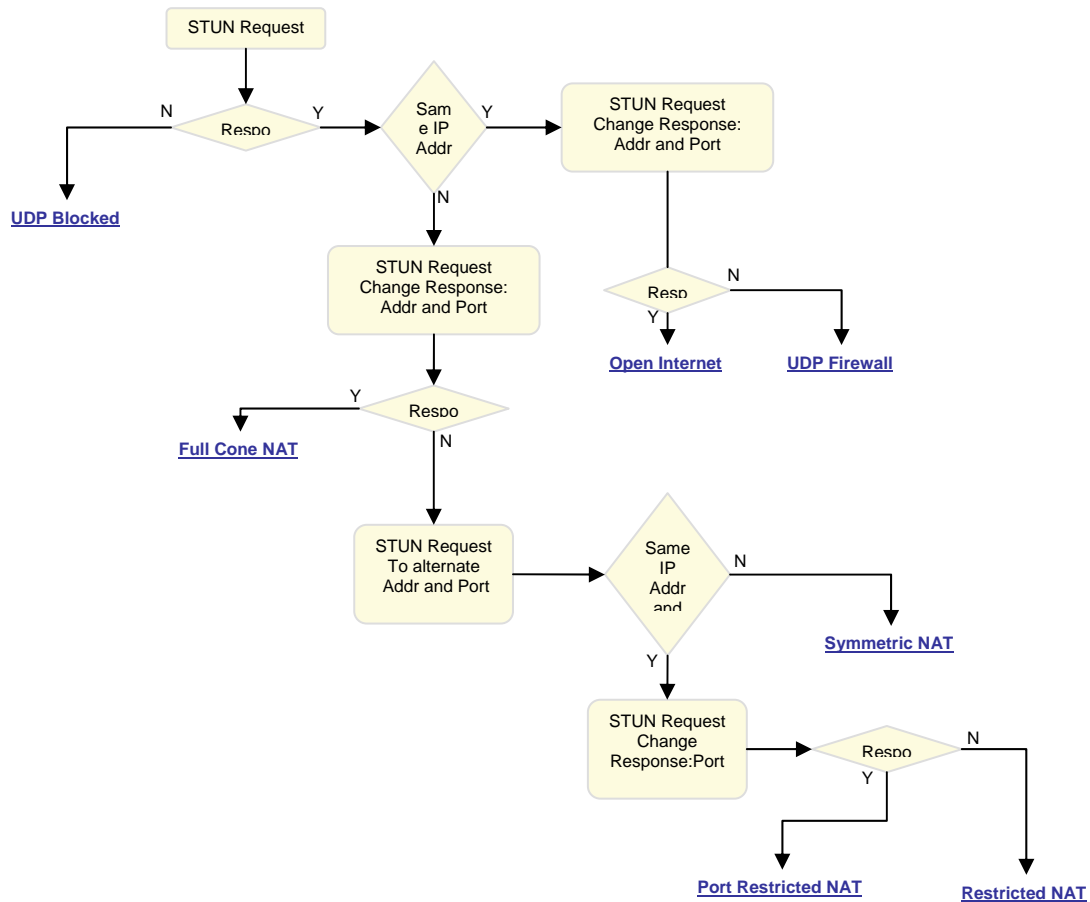 STUN Request
N
Respo
Y
Sam
e IP
Addr
Y
STUN Request
Change Response:
Addr and Port
N
UDP Blocked
STUN Request
Change Response:
Addr and Port
Resp
N
Y
Open Internet
UDP Firewall
Y
Respo
N
Full Cone NAT
STUN Request
To alternate
Addr and Port
Same
IP
Addr
and
N
Symmetric NAT
Y
STUN Request
Change
Response:Port
Respo
N
Y
Port Restricted NAT
Restricted NAT